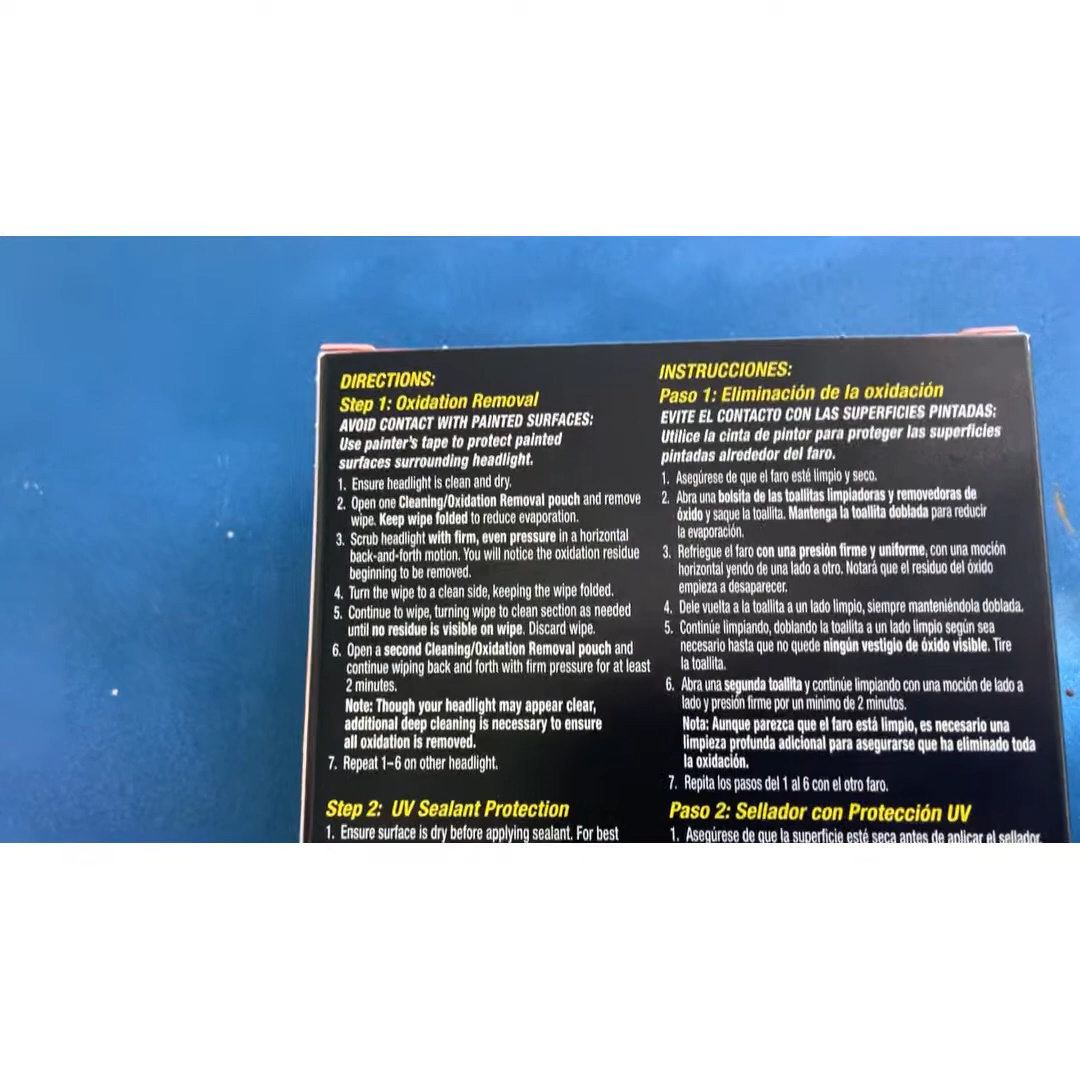 DIRECTIONS:
Step 1: Oxidation Removal
AVOID CONTACT WITH PAINTED SURFACES:
Use painter's tape to protect painted
surfaces surrounding headlight.
1. Ensure headlight is clean and dry.
2. Open one Cleaning/Oxidation Removal pouch and remove
wipe. Keep wipe folded to reduce evaporation.
3. Scrub headlight with firm, even pressure in a horizontal
back-and-forth motion. You will notice the oxidation residue
beginning to be removed.
4. Turn the wipe to a clean side, keeping the wipe folded.
5. Continue to wipe, turning wipe to clean section as needed
until no residue is visible on wipe. Discard wipe.
6. Open a second Cleaning/Oxidation Removal pouch and
continue wiping back and forth with firm pressure for at least
2 minutes.
Note: Though your headlight may appear clear,
additional deep cleaning is necessary to ensure
all oxidation is removed.
7. Repeat 1–6 on other headlight.
Step 2: UV Sealant Protection
1. Ensure surface is dry before applying sealant. For best
INSTRUCCIONES:
Paso 1: Eliminación de la oxidación
EVITE EL CONTACTO CON LAS SUPERFICIES PINTADAS:
Utilice la cinta de pintor para proteger las superficies
pintadas alrededor del faro.
1. Asegúrese de que el faro esté limpio y seco.
2. Abra una bolsita de las toallitas limpiadoras y removedoras de
óxido y saque la toallita. Mantenga la toallita doblada para reducir
la evaporación.
3. Refriegue el faro con una presión firme y uniforme, con una moción
horizontal yendo de una lado a otro. Notará que el residuo del óxido
empieza a desaparecer.
4. Dele vuelta a la toallita a un lado limpio, siempre manteniéndola doblada.
5. Continúe limpiando, doblando la toallita a un lado limpio según sea
necesario hasta que no quede ningún vestigio de óxido visible. Tire
la toallita.
6. Abra una segunda toallita y continúe limpiando con una moción de lado a
lado y presión firme por un mínimo de 2 minutos.
Nota: Aunque parezca que el faro está limpio, es necesario una
limpieza profunda adicional para asegurarse que ha eliminado toda
la oxidación.
7. Repita los pasos del 1 al 6 con el otro faro.
Paso 2: Sellador con Protección UV
1. Asegúrese de que la superficie esté seca antes de aplicar el sellador.